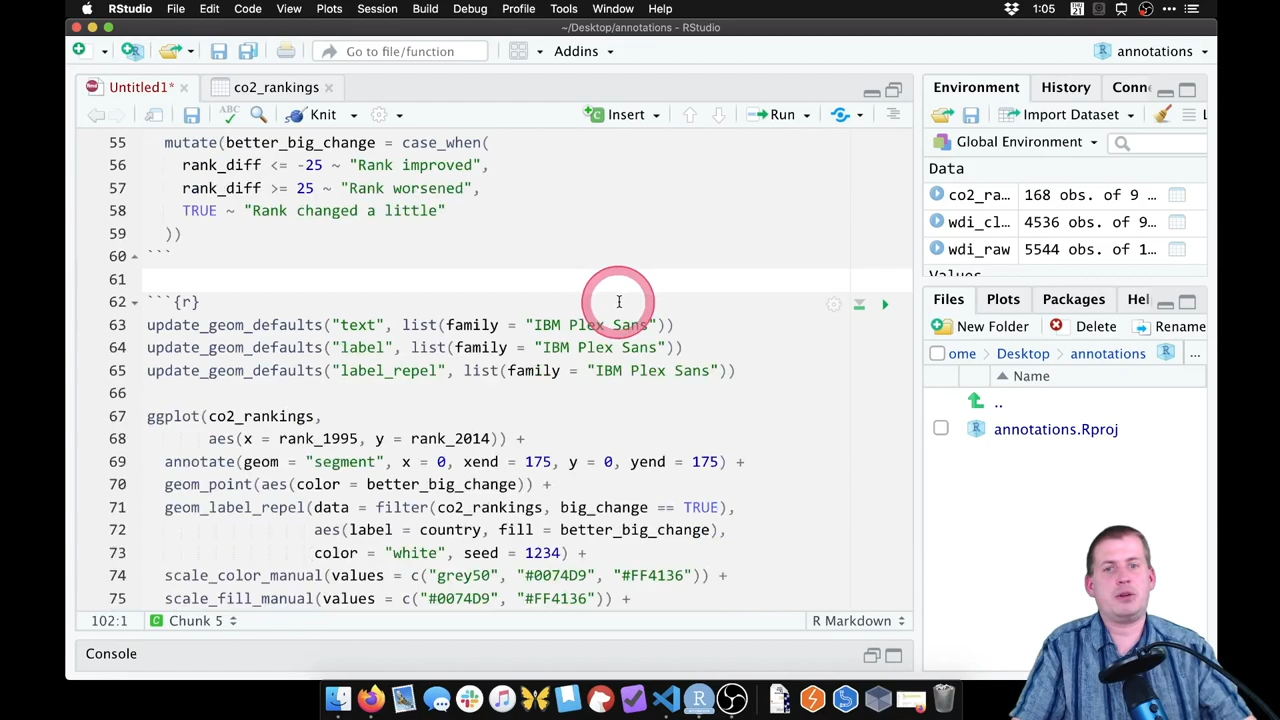 RStudio File Edit Code View Plots Session Build Debug Profile Tools Window Help 1:05 THU 21
~/Desktop/annotations - RStudio
Go to file/function Addins annotations
Untitled1* co2_rankings
ABC Knit Insert Run
55 mutate(better_big_change = case_when(
56 rank_diff <= -25 ~ "Rank improved",
57 rank_diff >= 25 ~ "Rank worsened",
58 TRUE ~ "Rank changed a little"
59 ))
60 ```
61
62 ```{r}
63 update_geom_defaults("text", list(family = "IBM Plex Sans"))
64 update_geom_defaults("label", list(family = "IBM Plex Sans"))
65 update_geom_defaults("label_repel", list(family = "IBM Plex Sans"))
66
67 ggplot(co2_rankings,
68 aes(x = rank_1995, y = rank_2014)) +
69 annotate(geom = "segment", x = 0, xend = 175, y = 0, yend = 175) +
70 geom_point(aes(color = better_big_change)) +
71 geom_label_repel(data = filter(co2_rankings, big_change == TRUE),
72 aes(label = country, fill = better_big_change),
73 color = "white", seed = 1234) +
74 scale_color_manual(values = c("grey50", "#0074D9", "#FF4136")) +
75 scale_fill_manual(values = c("#0074D9", "#FF4136")) +
102:1 C Chunk 5 R Markdown
Console
Environment History Conne
Import Dataset L
Global Environment
Data
co2_ra… 168 obs. of 9 …
wdi_cl… 4536 obs. of 9…
wdi_raw 5544 obs. of 1…
Values
Files Plots Packages Hel
New Folder Delete Rename
ome Desktop annotations R ...
Name
..
annotations.Rproj